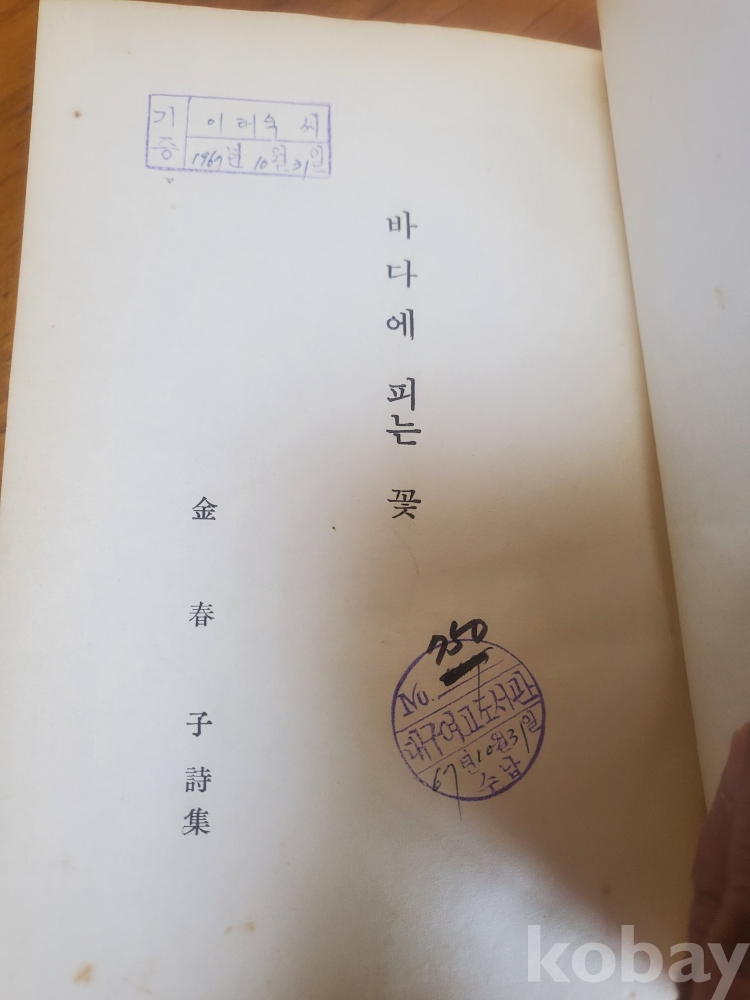 기증
이태숙 씨
1967년 10월 31일
바다에 피는 꽃
金春子詩集
No. 750
대구여고도서관
67년10월31일
수납
kobay